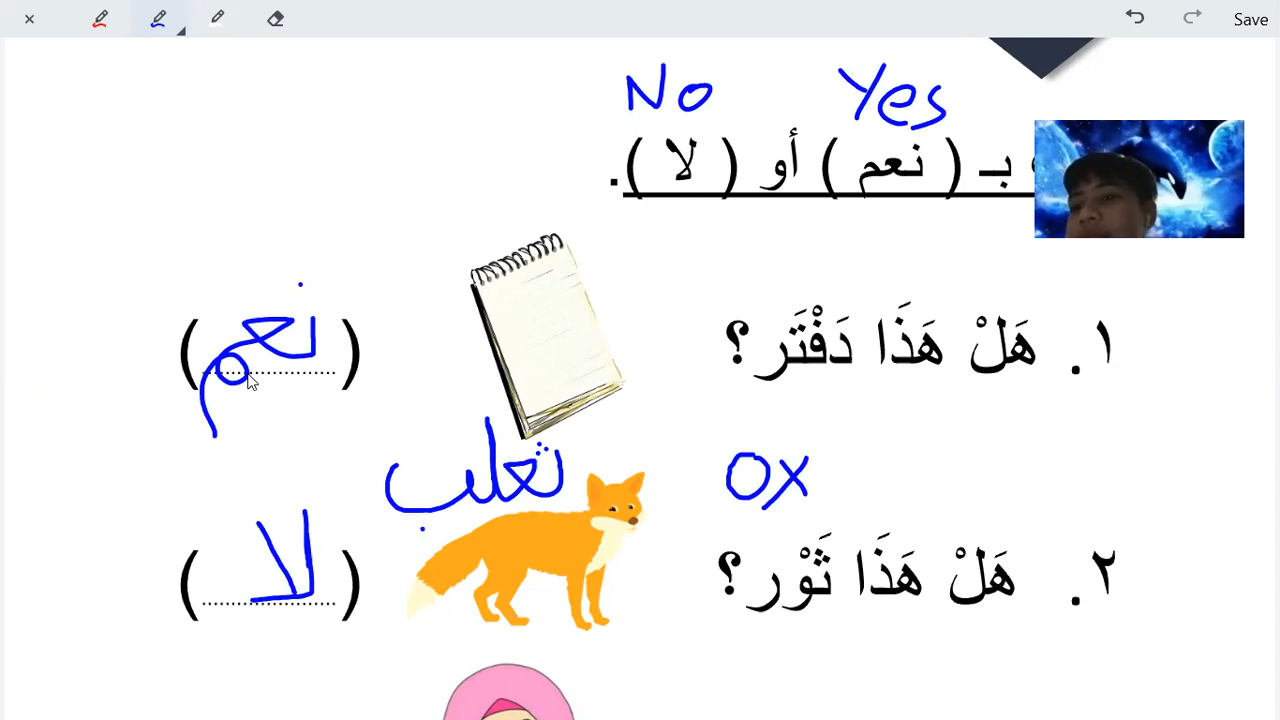 Save
No Yes
بـ ( نعم ) أو ( لا ).
١. هَلْ هَذَا دَفْتَر؟ (نعم)
ox ثعلب
٢. هَلْ هَذَا ثَوْر؟ (لا)